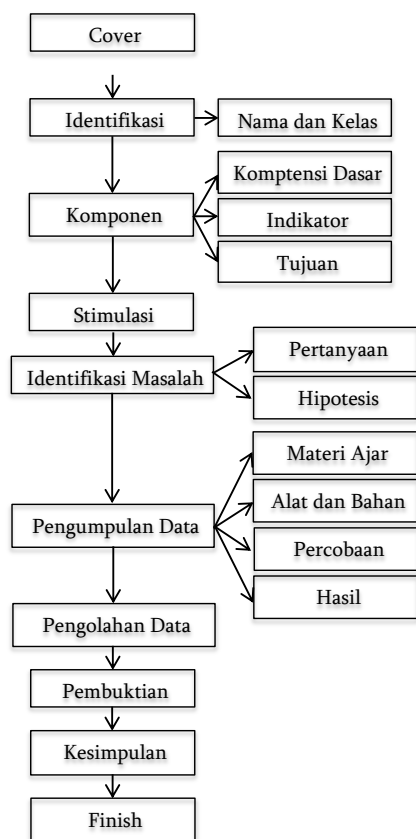 Cover
Identifikasi
Nama dan Kelas
Komptensi Dasar
Komponen
Indikator
Tujuan
Stimulasi
Pertanyaan
Identifikasi Masalah
Hipotesis
Materi Ajar
Alat dan Bahan
Pengumpulan Data
Percobaan
Hasil
Pengolahan Data
Pembuktian
Kesimpulan
Finish